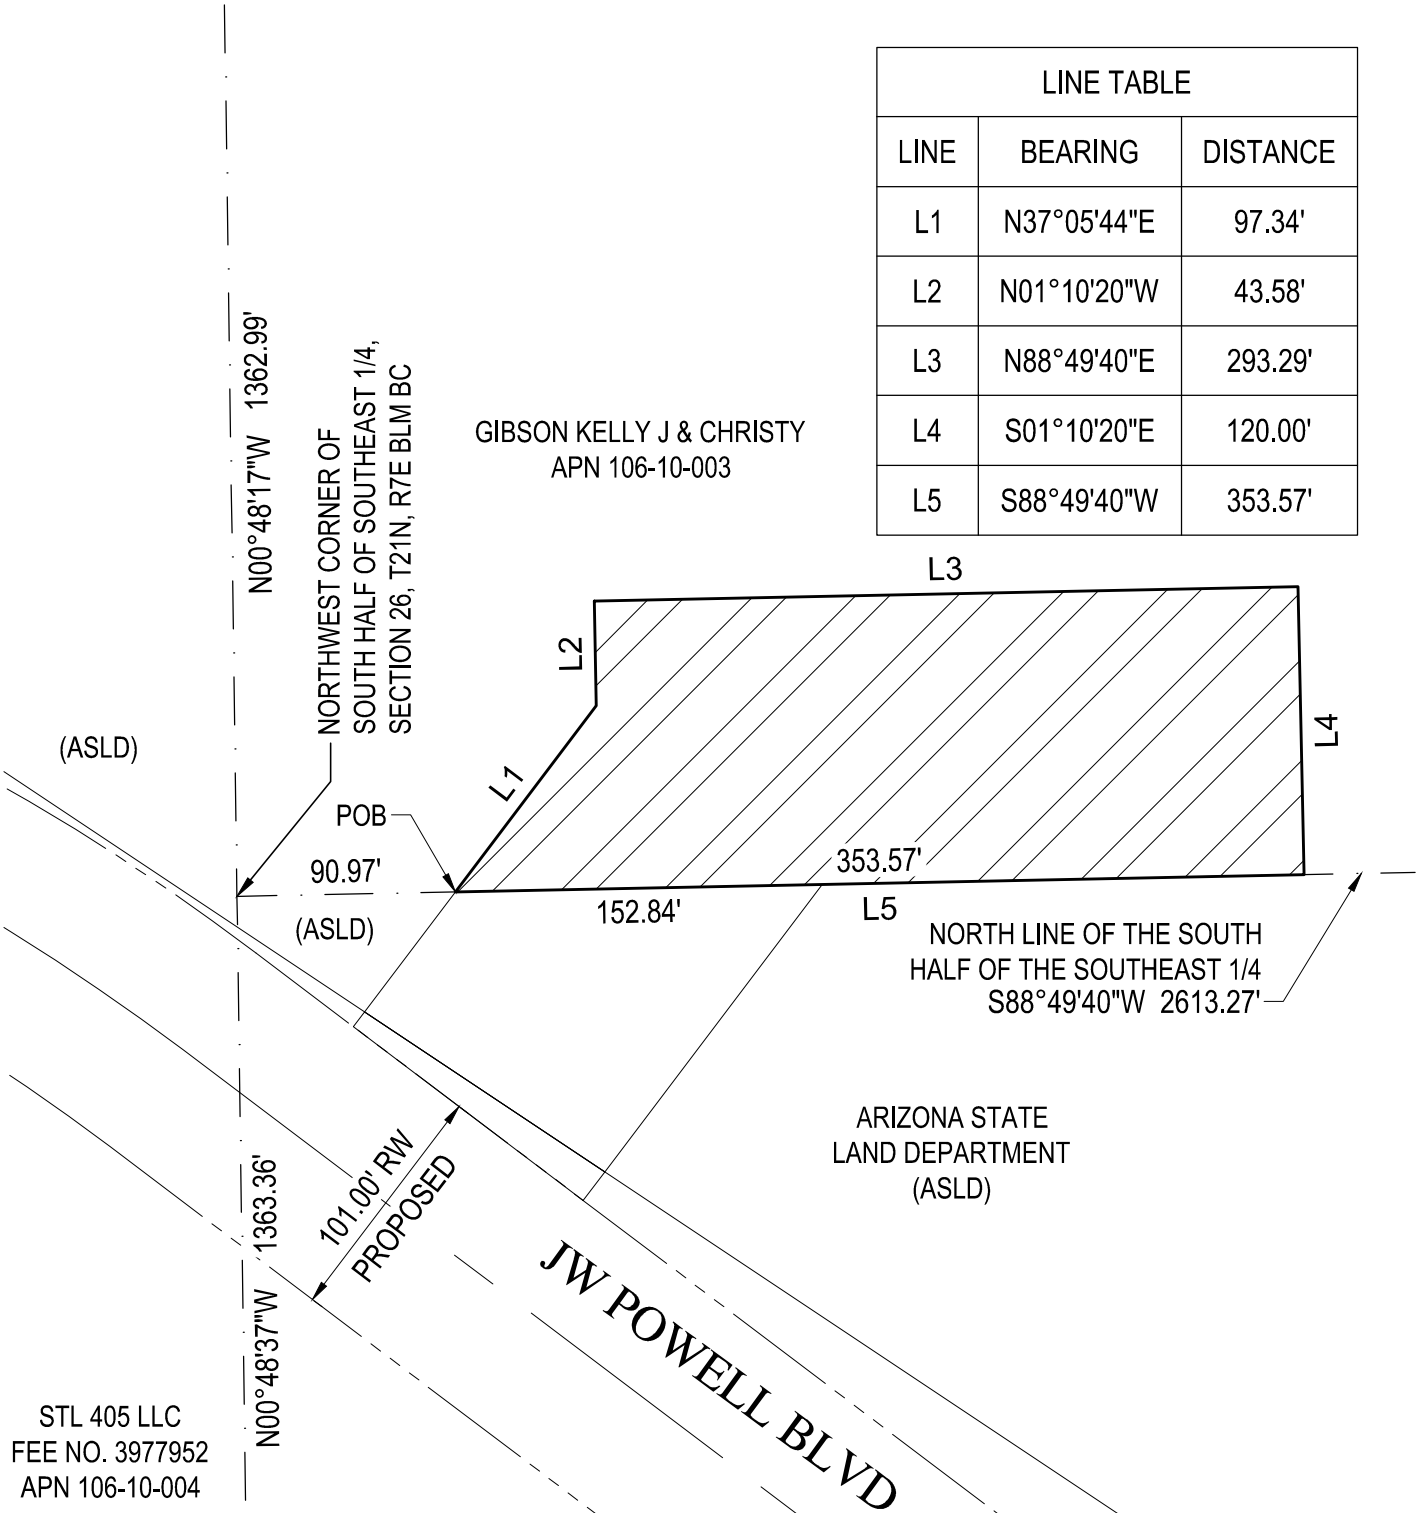 LINE TABLE
LINE BEARING DISTANCE
L1 N37°05'44"E 97.34'
L2 N01°10'20"W 43.58'
L3 N88°49'40"E 293.29'
L4 S01°10'20"E 120.00'
L5 S88°49'40"W 353.57'
N00°48'17"W 1362.99'
NORTHWEST CORNER OF
SOUTH HALF OF SOUTHEAST 1/4,
SECTION 26, T21N, R7E BLM BC
GIBSON KELLY J & CHRISTY
APN 106-10-003
L3
L2
L4
L1
(ASLD)
POB
90.97'
353.57'
152.84'
L5
(ASLD)
NORTH LINE OF THE SOUTH
HALF OF THE SOUTHEAST 1/4
S88°49'40"W 2613.27'
ARIZONA STATE
LAND DEPARTMENT
(ASLD)
101.00' RW
PROPOSED
N00°48'37"W 1363.36'
JW POWELL BLVD
STL 405 LLC
FEE NO. 3977952
APN 106-10-004